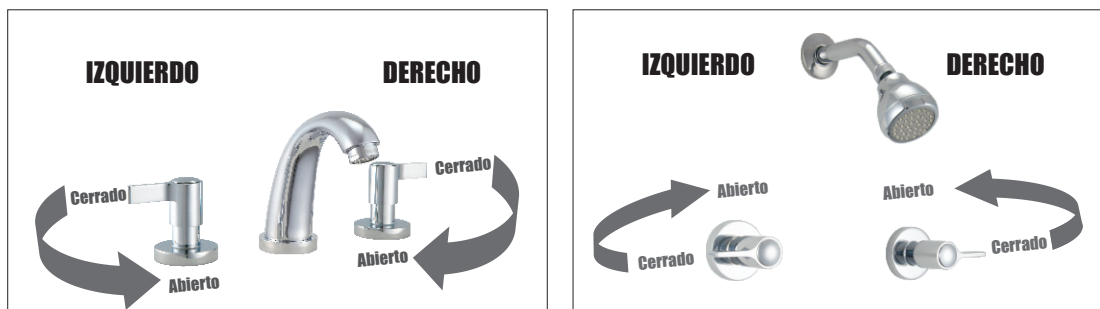 IZQUIERDO
DERECHO
Cerrado
Cerrado
Abierto
Abierto
IZQUIERDO
DERECHO
Abierto
Abierto
Cerrado
Cerrado